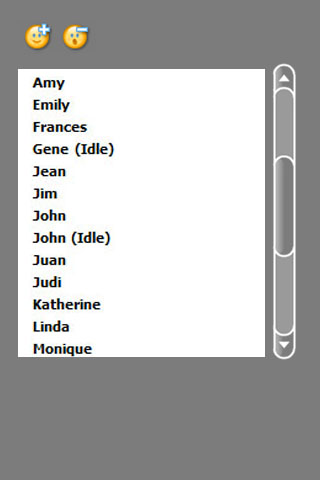 Amy
Emily
Frances
Gene (Idle)
Jean
Jim
John
John (Idle)
Juan
Judi
Katherine
Linda
Monique